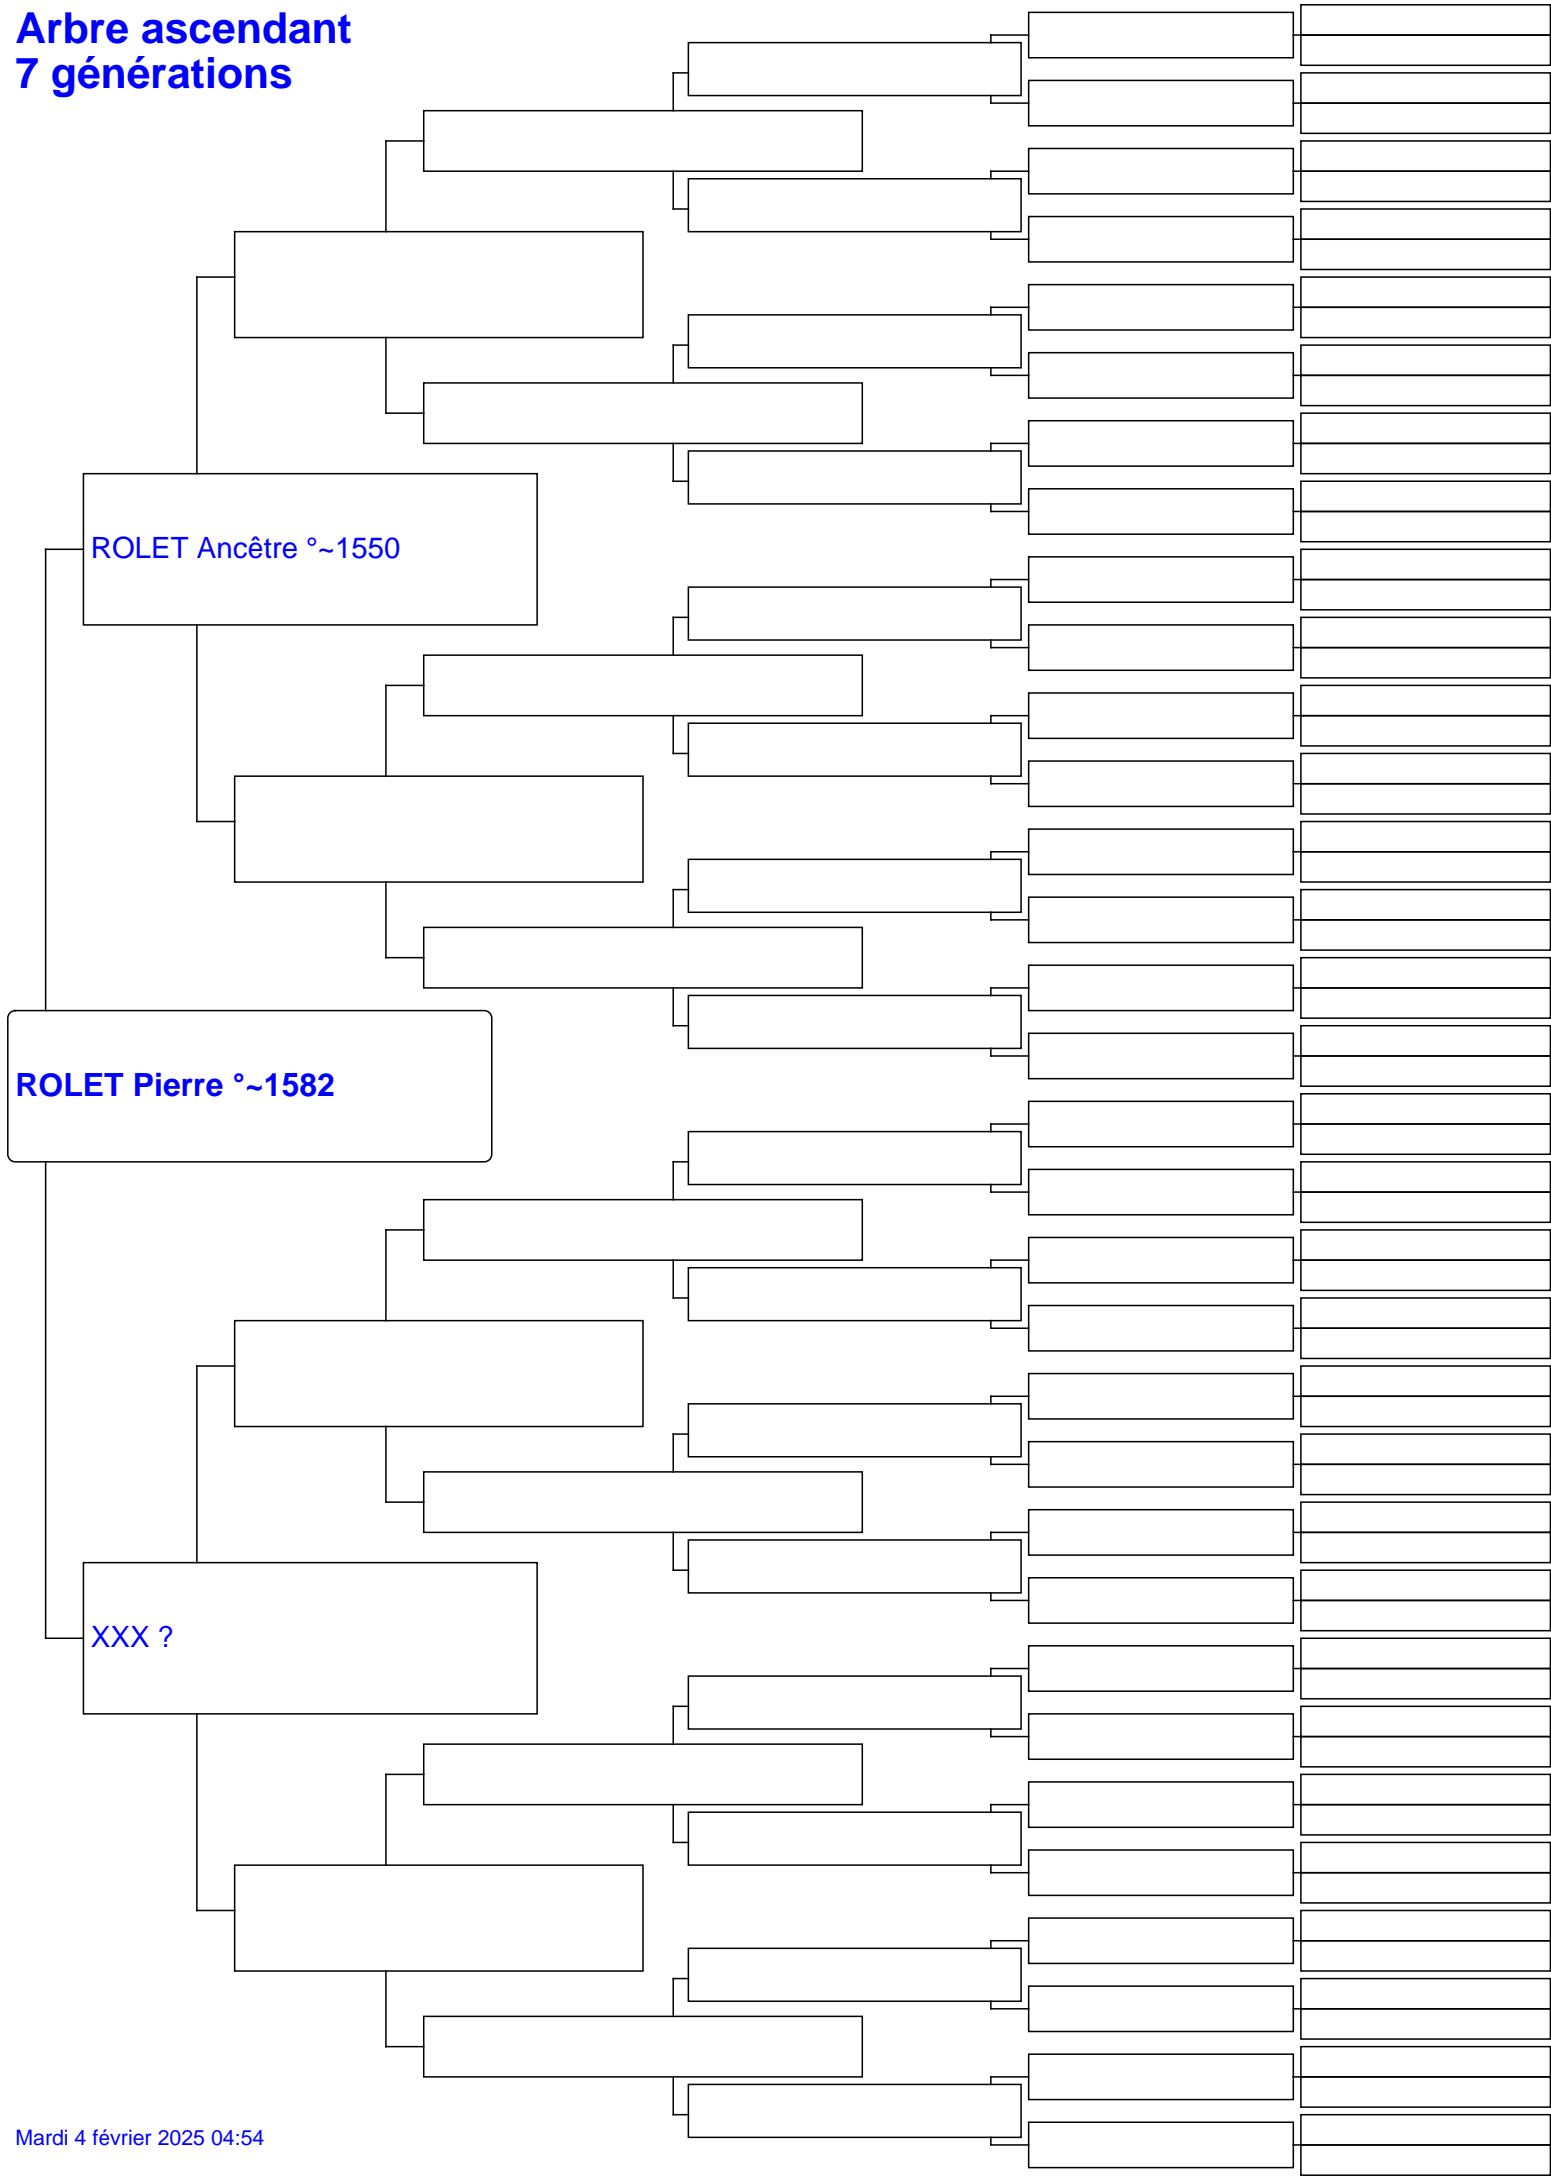 Arbre ascendant
7 générations
ROLET Ancêtre °~1550
ROLET Pierre °~1582
XXX ?
Mardi 4 février 2025 04:54